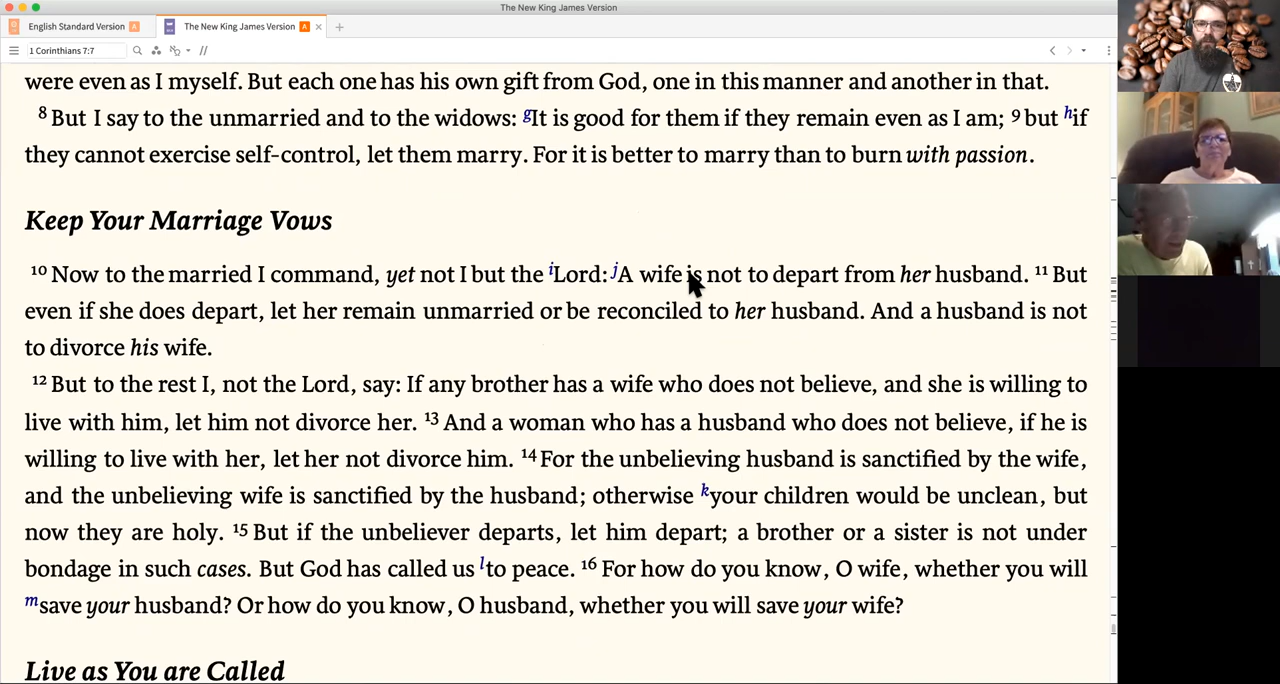 The New King James Version
English Standard Version A
The New King James Version A
1 Corinthians 7:7
were even as I myself. But each one has his own gift from God, one in this manner and another in that.
8 But I say to the unmarried and to the widows: gIt is good for them if they remain even as I am; 9 but hif
they cannot exercise self-control, let them marry. For it is better to marry than to burn with passion.
Keep Your Marriage Vows
10 Now to the married I command, yet not I but the iLord: jA wife is not to depart from her husband. 11 But
even if she does depart, let her remain unmarried or be reconciled to her husband. And a husband is not
to divorce his wife.
12 But to the rest I, not the Lord, say: If any brother has a wife who does not believe, and she is willing to
live with him, let him not divorce her. 13 And a woman who has a husband who does not believe, if he is
willing to live with her, let her not divorce him. 14 For the unbelieving husband is sanctified by the wife,
and the unbelieving wife is sanctified by the husband; otherwise kyour children would be unclean, but
now they are holy. 15 But if the unbeliever departs, let him depart; a brother or a sister is not under
bondage in such cases. But God has called us lto peace. 16 For how do you know, O wife, whether you will
msave your husband? Or how do you know, O husband, whether you will save your wife?
Live as You are Called